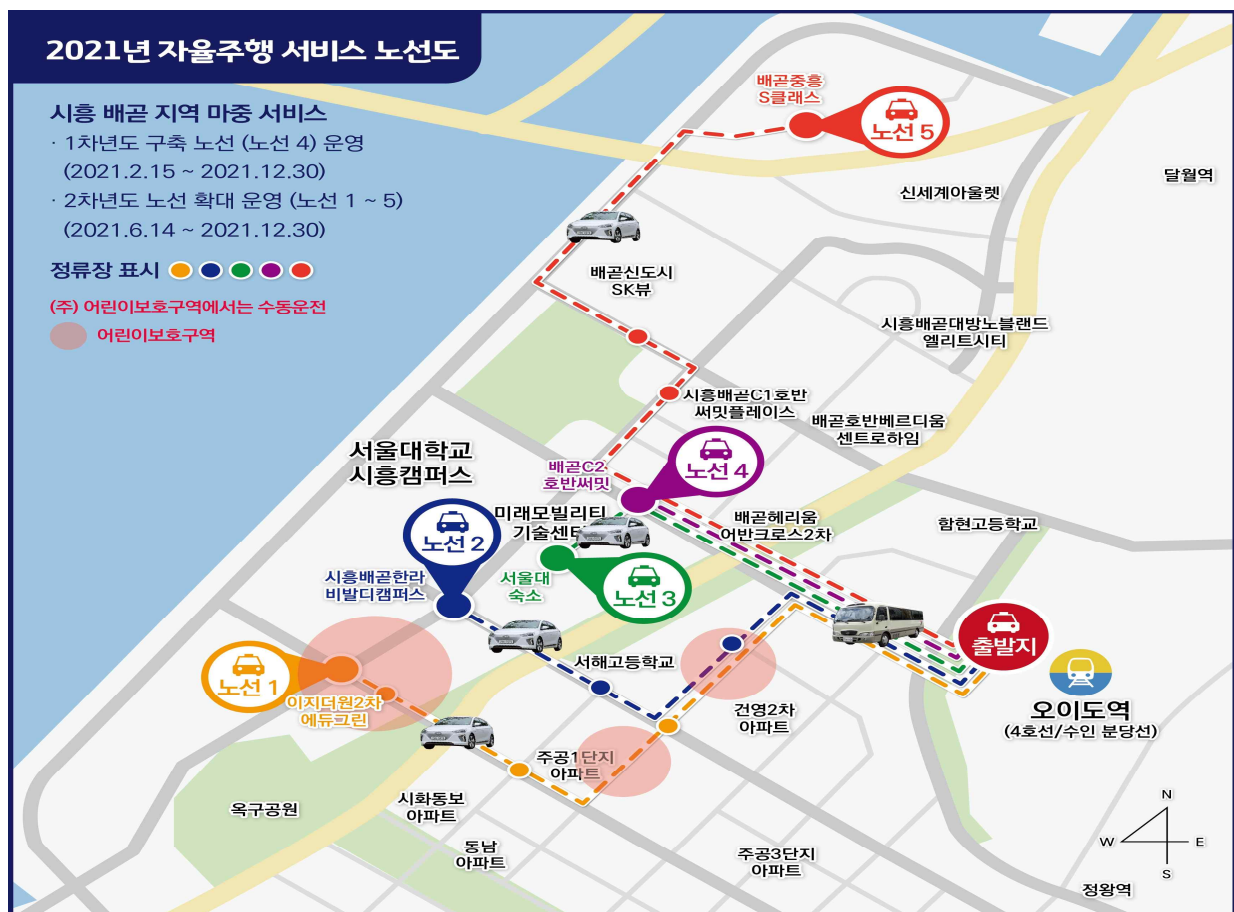 2021년 자율주행 서비스 노선도
시흥 배곧 지역 마중 서비스
· 1차년도 구축 노선 (노선 4) 운영
(2021.2.15 ~ 2021.12.30)
· 2차년도 노선 확대 운영 (노선 1 ~ 5)
(2021.6.14 ~ 2021.12.30)
정류장 표시
(주) 어린이보호구역에서는 수동운전
어린이보호구역
배곧중흥
S클래스
노선 5
달월역
신세계아울렛
배곧신도시
SK뷰
시흥배곧대방노블랜드
엘리트시티
시흥배곧C1호반
써밋플레이스
배곧호반베르디움
센트로하임
서울대학교
시흥캠퍼스
배곧C2
호반써밋
노선 4
미래모빌리티
기술센터
배곧헤리움
어반크로스2차
함현고등학교
노선 2
시흥배곧한라
비발디캠퍼스
서울대
숙소
노선 3
출발지
서해고등학교
노선 1
이지더원2차
에듀그린
건영2차
아파트
오이도역
(4호선/수인 분당선)
주공1단지
아파트
옥구공원
시화동보
아파트
동남
아파트
주공3단지
아파트
정왕역
N
W
E
S